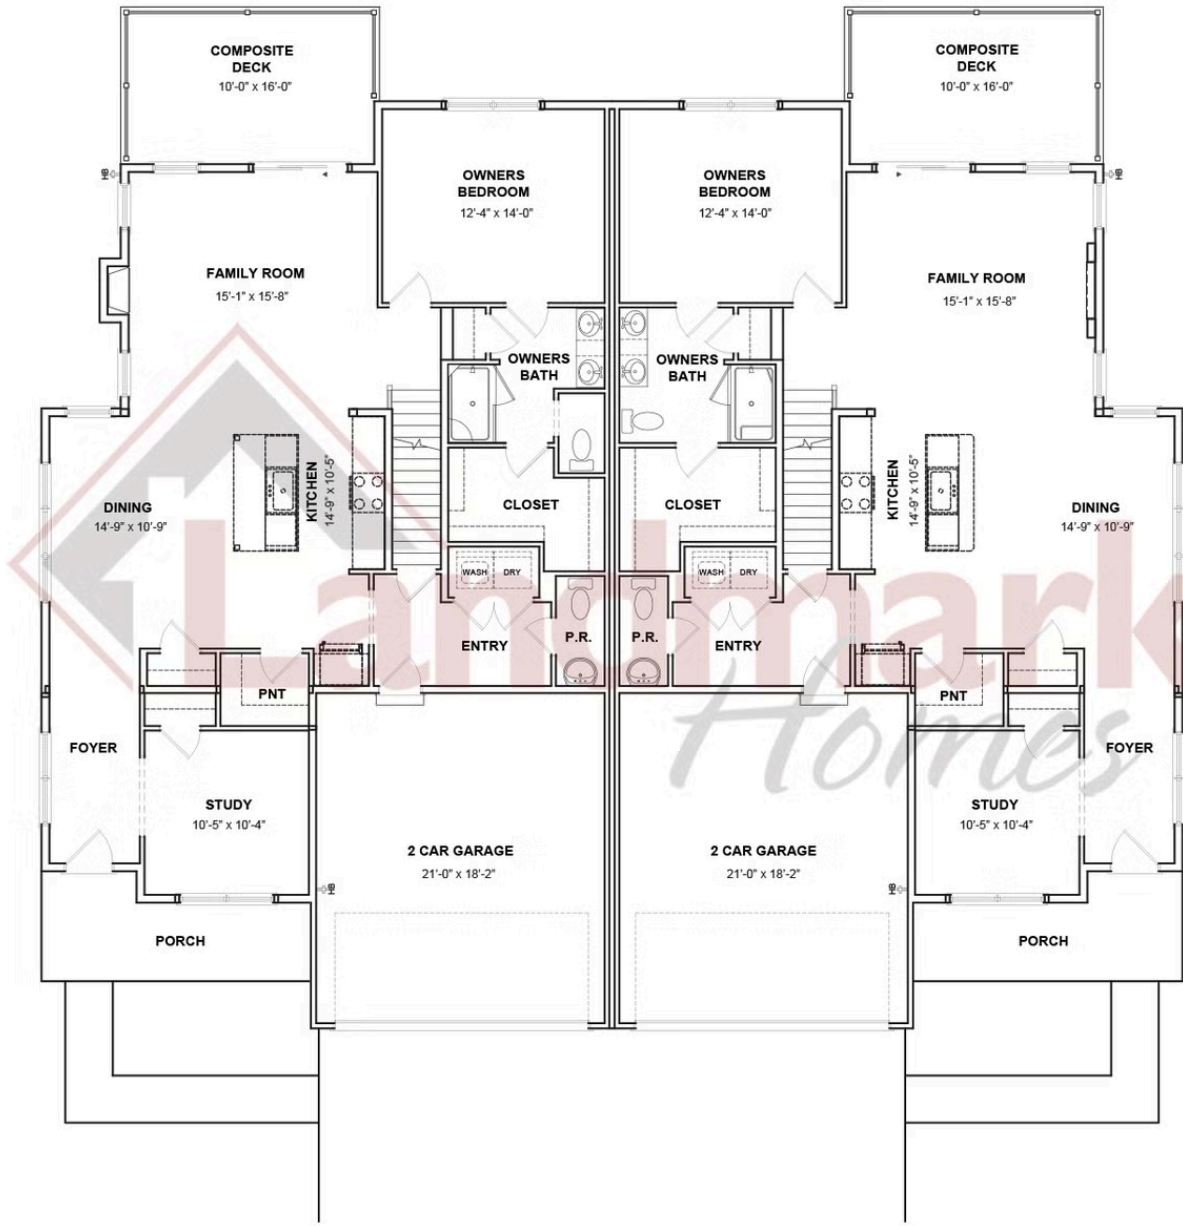 COMPOSITE
DECK
10'-0" x 16'-0"
COMPOSITE
DECK
10'-0" x 16'-0"
HB
OWNERS
BEDROOM
12'-4" x 14'-0"
OWNERS
BEDROOM
12'-4" x 14'-0"
HB
FAMILY ROOM
15'-1" x 15'-8"
FAMILY ROOM
15'-1" x 15'-8"
OWNERS
BATH
OWNERS
BATH
DINING
14'-9" x 10'-9"
KITCHEN
14'-9" x 10'-5"
CLOSET
CLOSET
KITCHEN
14'-9" x 10'-5"
DINING
14'-9" x 10'-9"
Landmark
Homes
WASH DRY
WASH DRY
ENTRY
P.R.
P.R.
ENTRY
PNT
PNT
FOYER
FOYER
STUDY
10'-5" x 10'-4"
STUDY
10'-5" x 10'-4"
2 CAR GARAGE
21'-0" x 18'-2"
2 CAR GARAGE
21'-0" x 18'-2"
HB
HB
PORCH
PORCH